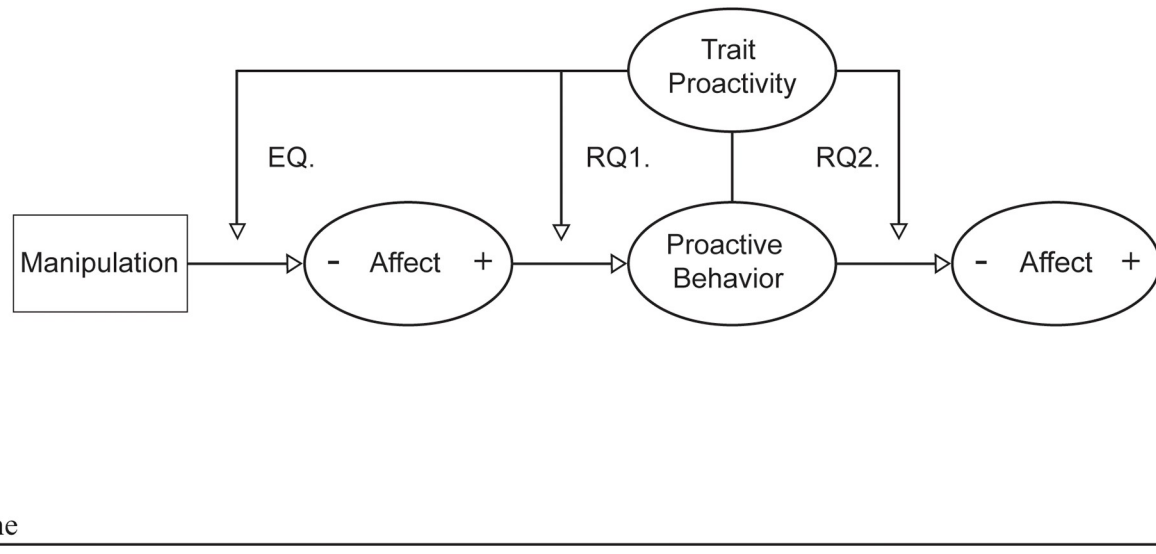 Trait
Proactivity
EQ.
RQ1.
RQ2.
Manipulation
- Affect +
Proactive
Behavior
- Affect +